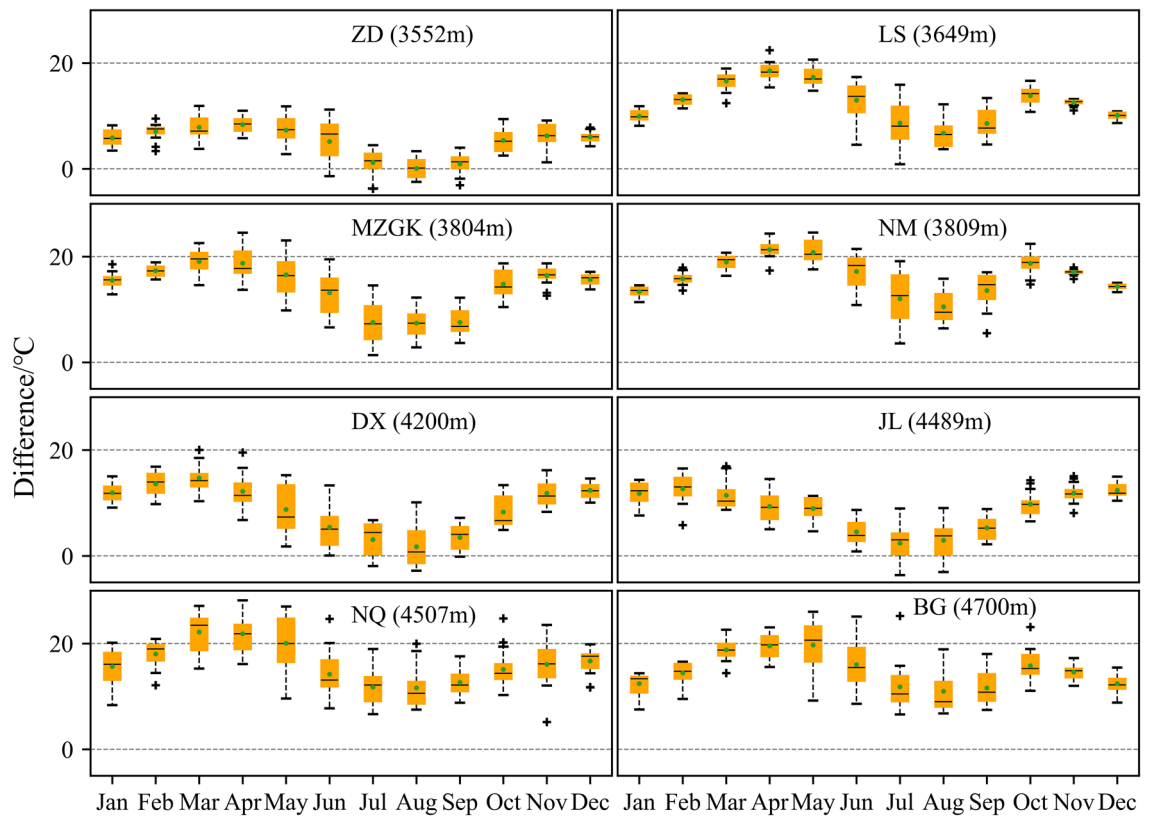 ZD (3552m)
LS (3649m)
20
0
MZGK (3804m)
NM (3809m)
20
0
Difference/°C
DX (4200m)
JL (4489m)
20
0
NQ (4507m)
BG (4700m)
20
0
Jan Feb Mar Apr May Jun Jul Aug Sep Oct Nov Dec
Jan Feb Mar Apr May Jun Jul Aug Sep Oct Nov Dec